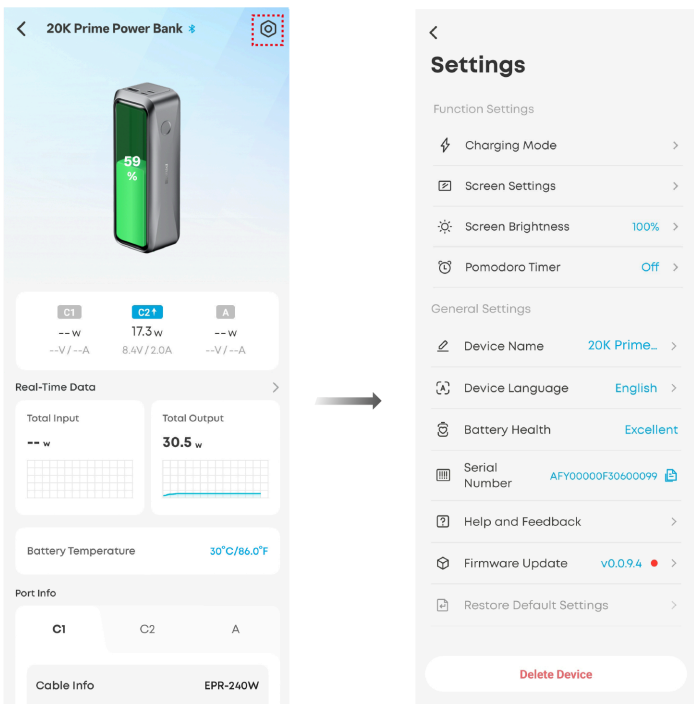 20K Prime Power Bank
59
%
C1 C2↑ A
-- W 17.3 W -- W
--V/--A 8.4V/2.0A --V/--A
Real-Time Data
Total Input Total Output
-- W 30.5 W
Battery Temperature 30°C/86.0°F
Port Info
C1 C2 A
Cable Info EPR-240W
Settings
Function Settings
Charging Mode
Screen Settings
Screen Brightness 100%
Pomodoro Timer Off
General Settings
Device Name 20K Prime...
Device Language English
Battery Health Excellent
Serial
Number AFY00000F30600099
Help and Feedback
Firmware Update v0.0.9.4
Restore Default Settings
Delete Device